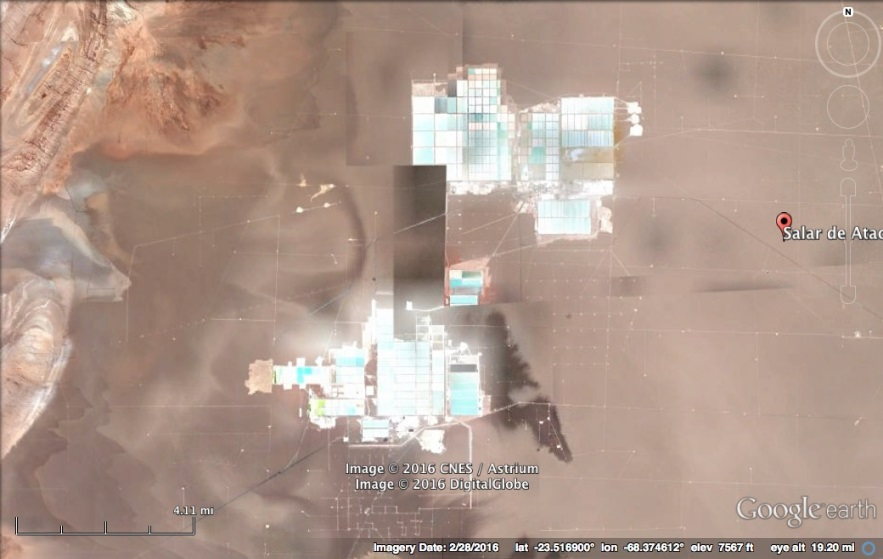 N
Salar de Atac
Image © 2016 CNES / Astrium
Image © 2016 DigitalGlobe
4.11 mi
Google earth
Imagery Date: 2/28/2016 lat -23.516900° lon -68.374612° elev 7567 ft eye alt 19.20 mi